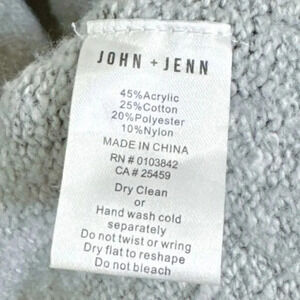 JOHN + JENN
45%Acrylic
25%Cotton
20%Polyester
10%Nylon
MADE IN CHINA
RN # 0103842
CA # 25459
Dry Clean
or
Hand wash cold
separately
Do not twist or wring
Dry flat to reshape
Do not bleach